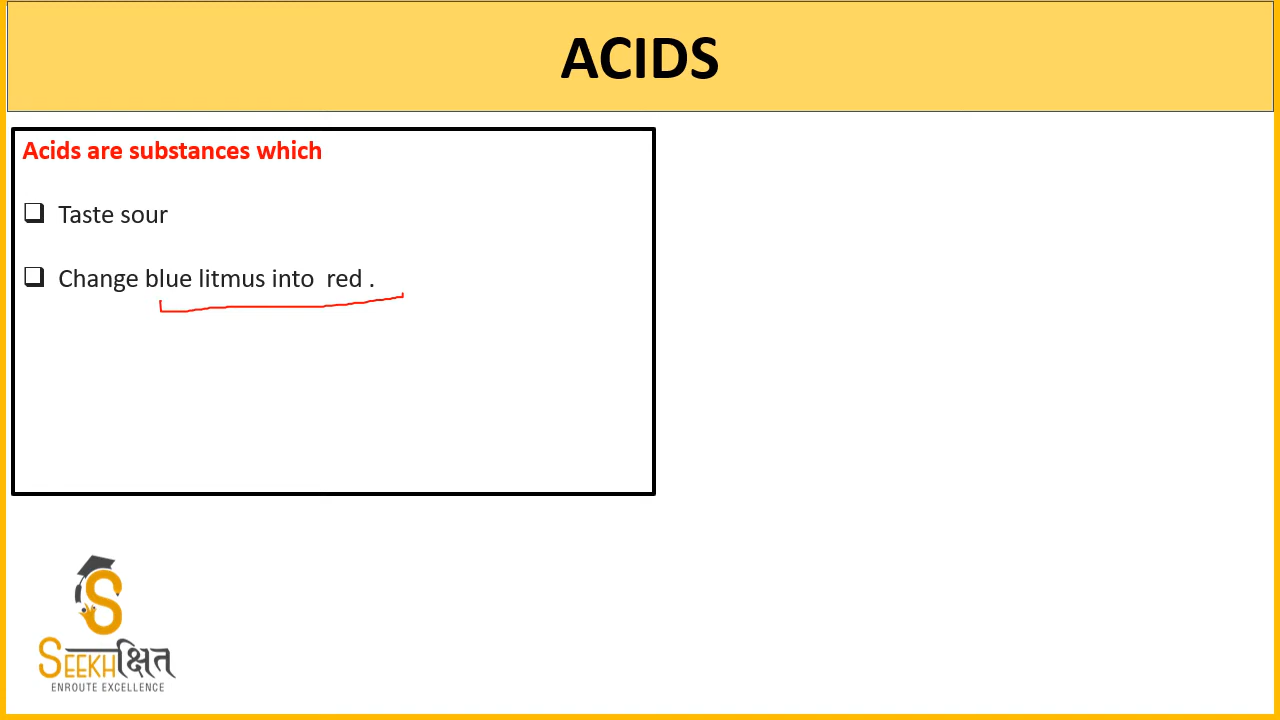 ACIDS
Acids are substances which
Taste sour
Change blue litmus into  red .
S
SEEKHक्षित
ENROUTE EXCELLENCE